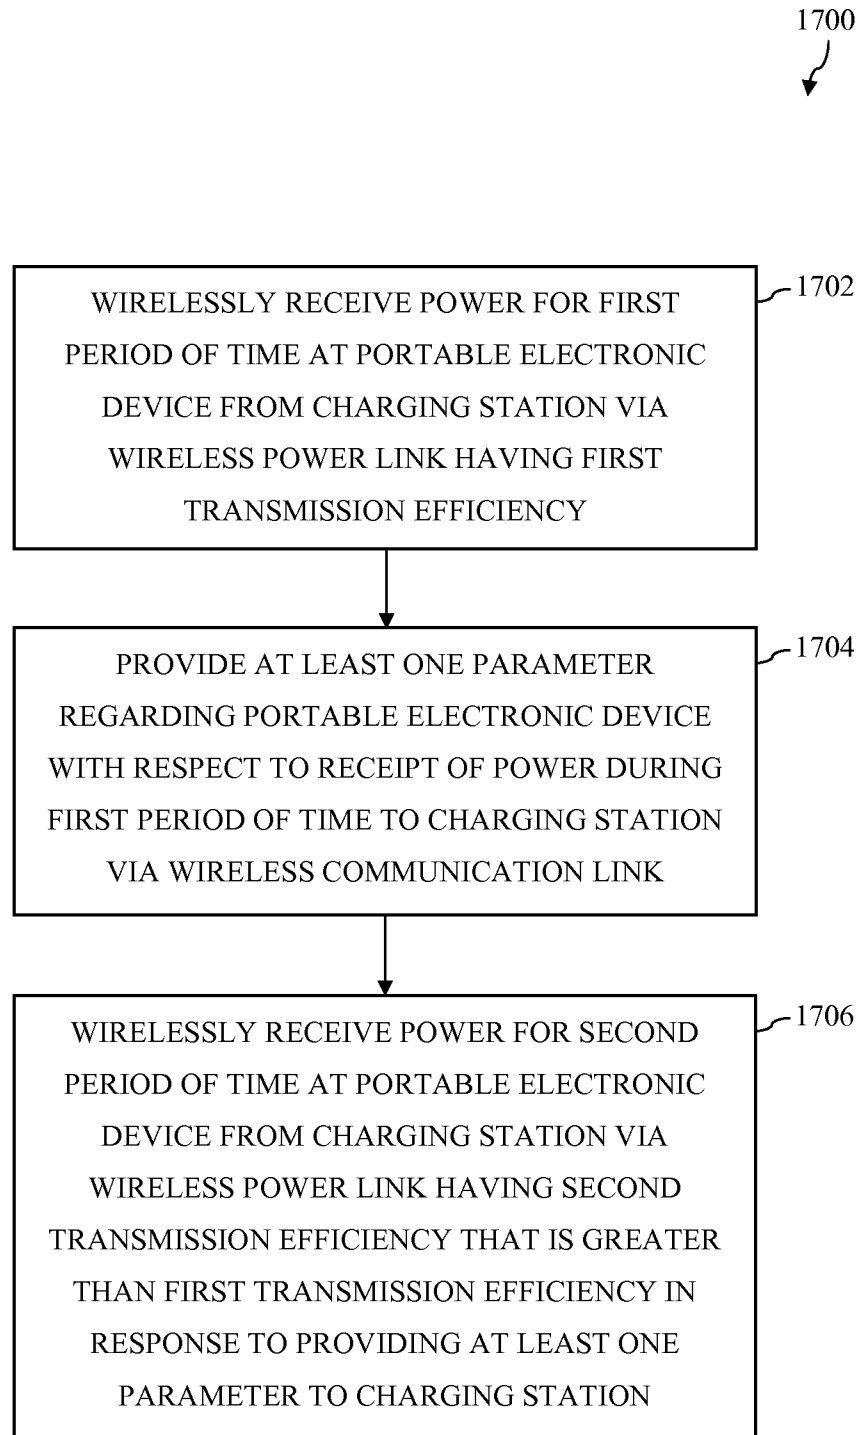 1700
WIRELESSLY RECEIVE POWER FOR FIRST
PERIOD OF TIME AT PORTABLE ELECTRONIC
DEVICE FROM CHARGING STATION VIA
WIRELESS POWER LINK HAVING FIRST
TRANSMISSION EFFICIENCY
1702
PROVIDE AT LEAST ONE PARAMETER
REGARDING PORTABLE ELECTRONIC DEVICE
WITH RESPECT TO RECEIPT OF POWER DURING
FIRST PERIOD OF TIME TO CHARGING STATION
VIA WIRELESS COMMUNICATION LINK
1704
WIRELESSLY RECEIVE POWER FOR SECOND
PERIOD OF TIME AT PORTABLE ELECTRONIC
DEVICE FROM CHARGING STATION VIA
WIRELESS POWER LINK HAVING SECOND
TRANSMISSION EFFICIENCY THAT IS GREATER
THAN FIRST TRANSMISSION EFFICIENCY IN
RESPONSE TO PROVIDING AT LEAST ONE
PARAMETER TO CHARGING STATION
1706